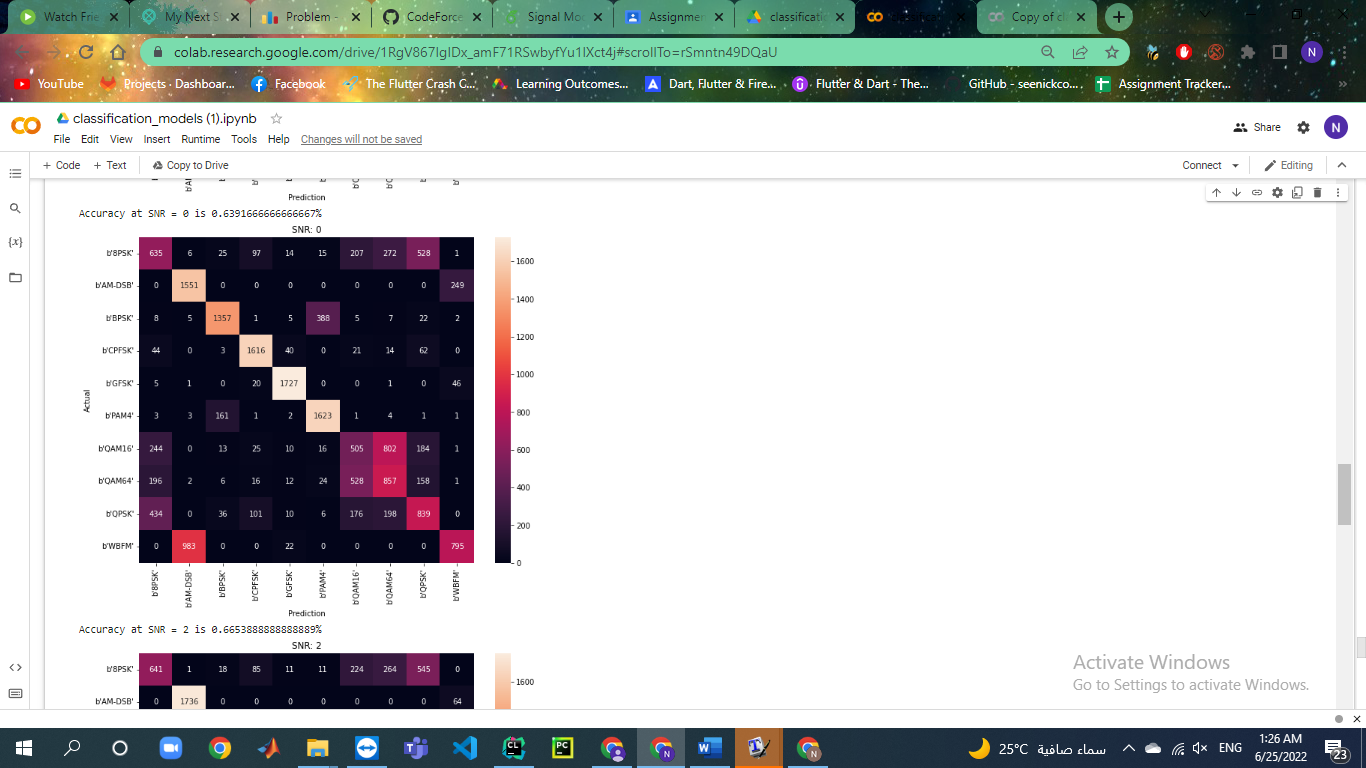 Watch Frie
My Next S
Problem -
CodeForce
Signal Mo
Assignmen
classificatio
Copy of cl
colab.research.google.com/drive/1RgV867IgIDx_amF71RSwbyfYu1IXct4j#scrollTo=rSmntn49DQaU
N
YouTube
Projects · Dashboar...
Facebook
The Flutter Crash C...
Learning Outcomes...
Dart, Flutter & Fire...
Flutter & Dart - The...
GitHub - seenickco...
Assignment Tracker...
»
classification_models (1).ipynb
File Edit View Insert Runtime Tools Help Changes will not be saved
Share
N
+ Code + Text Copy to Drive
Connect
Editing
{x}
Prediction
Accuracy at SNR = 0 is 0.6391666666666667%
SNR: 0
b'8PSK' 635 6 25 97 14 15 207 272 528 1
b'AM-DSB' 0 1551 0 0 0 0 0 0 0 249
b'BPSK' 8 5 1357 1 5 388 5 7 22 2
b'CPFSK' 44 0 3 1616 40 0 21 14 62 0
b'GFSK' 5 1 0 20 1727 0 0 1 0 46
b'PAM4' 3 3 161 1 2 1623 1 4 1 1
b'QAM16' 244 0 13 25 10 16 505 802 184 1
b'QAM64' 196 2 6 16 12 24 528 857 158 1
b'QPSK' 434 0 36 101 10 6 176 198 839 0
b'WBFM' 0 983 0 0 22 0 0 0 0 795
Actual
b'8PSK' b'AM-DSB' b'BPSK' b'CPFSK' b'GFSK' b'PAM4' b'QAM16' b'QAM64' b'QPSK' b'WBFM'
Prediction
1600
1400
1200
1000
800
600
400
200
0
Accuracy at SNR = 2 is 0.6653888888888889%
SNR: 2
b'8PSK' 641 1 18 85 11 11 224 264 545 0
b'AM-DSB' 0 1736 0 0 0 0 0 0 0 64
1600
Activate Windows
Go to Settings to activate Windows.
25°C سماء صافية
ENG
1:26 AM
6/25/2022
23